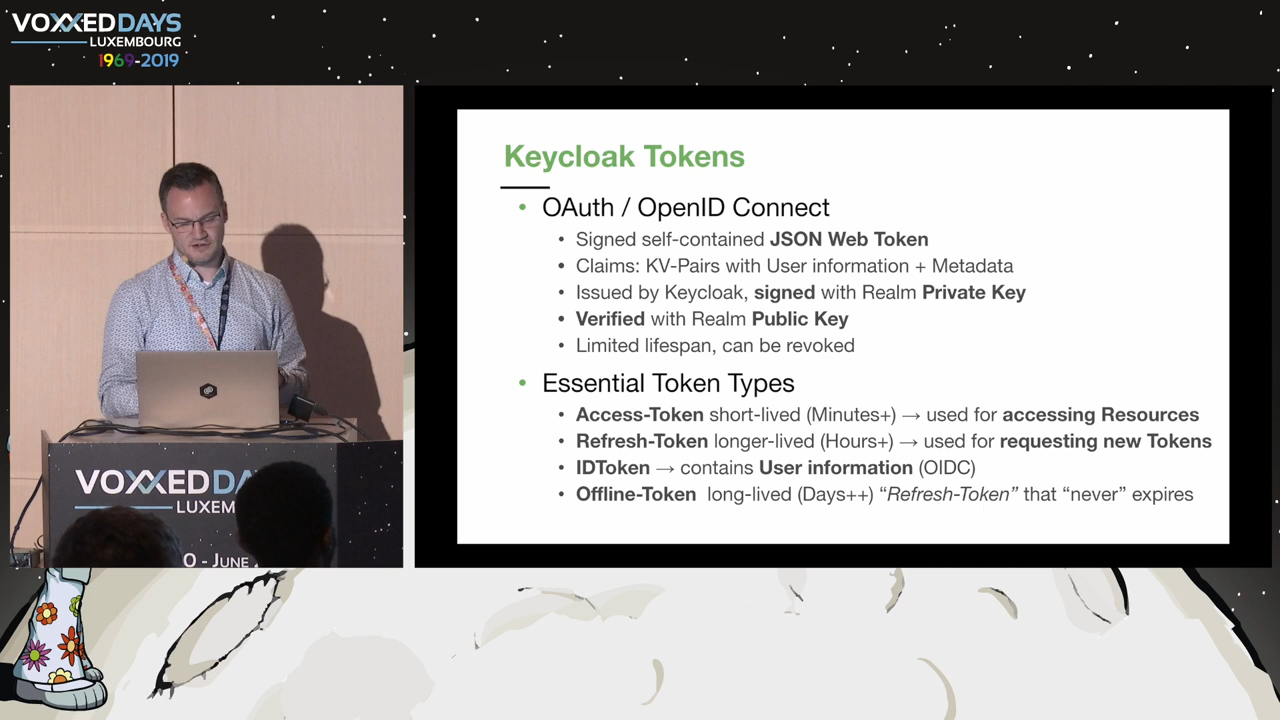 VOXXEDDAYS
LUXEMBOURG
1969-2019
Keycloak Tokens
• OAuth / OpenID Connect
• Signed self-contained JSON Web Token
• Claims: KV-Pairs with User information + Metadata
• Issued by Keycloak, signed with Realm Private Key
• Verified with Realm Public Key
• Limited lifespan, can be revoked
• Essential Token Types
• Access-Token short-lived (Minutes+) → used for accessing Resources
• Refresh-Token longer-lived (Hours+) → used for requesting new Tokens
• IDToken → contains User information (OIDC)
• Offline-Token long-lived (Days++) “Refresh-Token” that “never” expires
VOXXEDDA
LUXEM
0 - JUNE